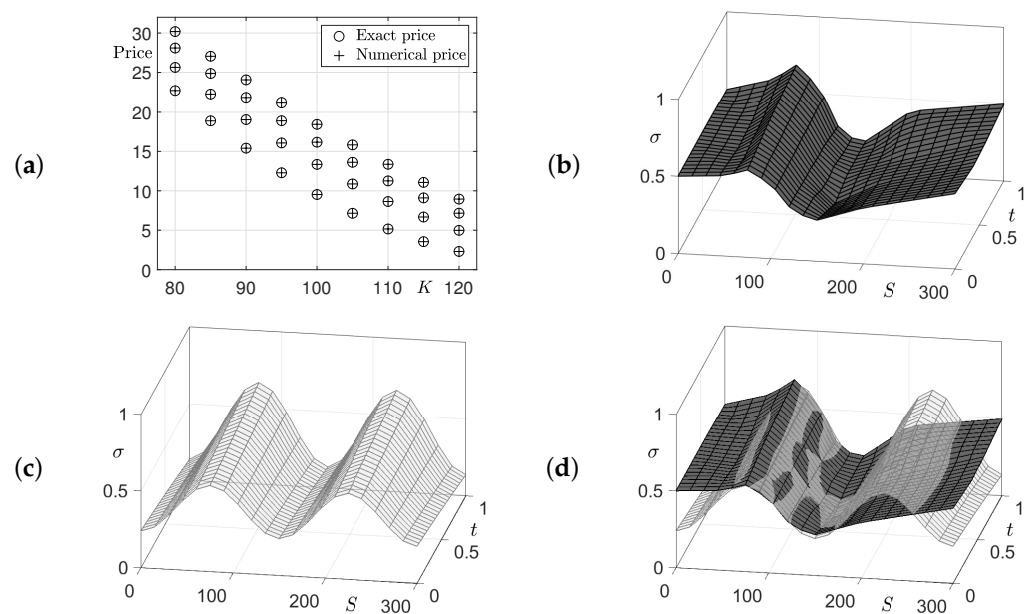 (a)
Price
30
25
20
15
10
5
0
80 90 100 110 K 120
Exact price
Numerical price
(b)
σ
1
0.5
0
0 100 200 S 300
0 0.5 t 1
(c)
σ
1
0.5
0
0 100 200 S 300
0 0.5 t 1
(d)
σ
1
0.5
0
0 100 200 S 300
0 0.5 t 1